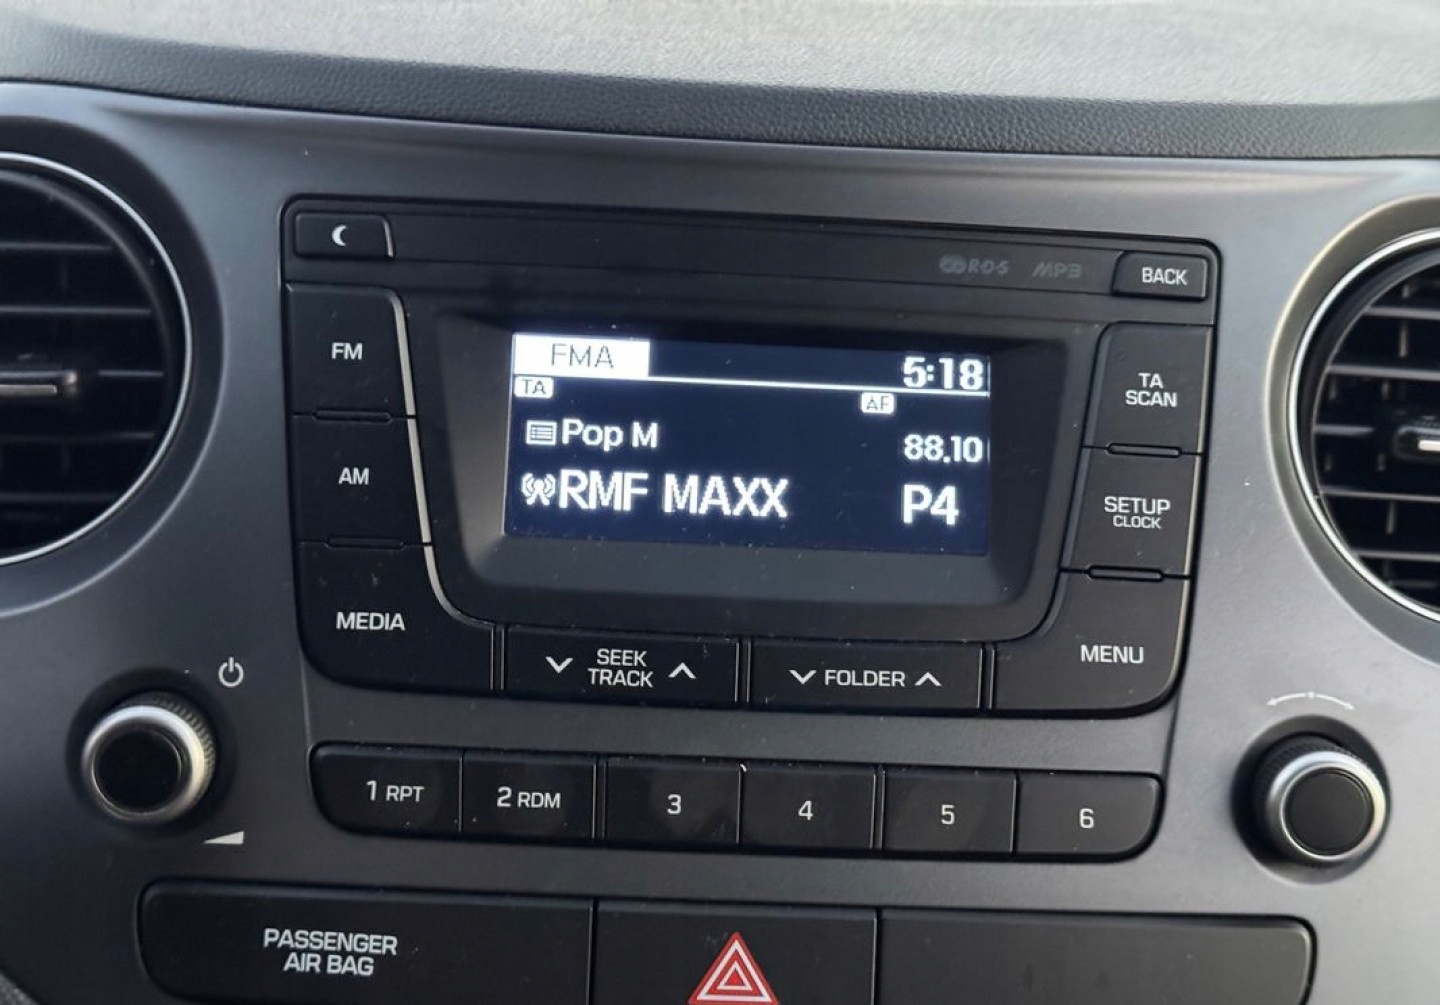 R·D·S MP3 BACK
FM
AM
MEDIA
FMA 5:18
TA AF
Pop M 88.10
RMF MAXX P4
TA
SCAN
SETUP
CLOCK
MENU
SEEK
TRACK
FOLDER
1 RPT 2 RDM 3 4 5 6
PASSENGER
AIR BAG